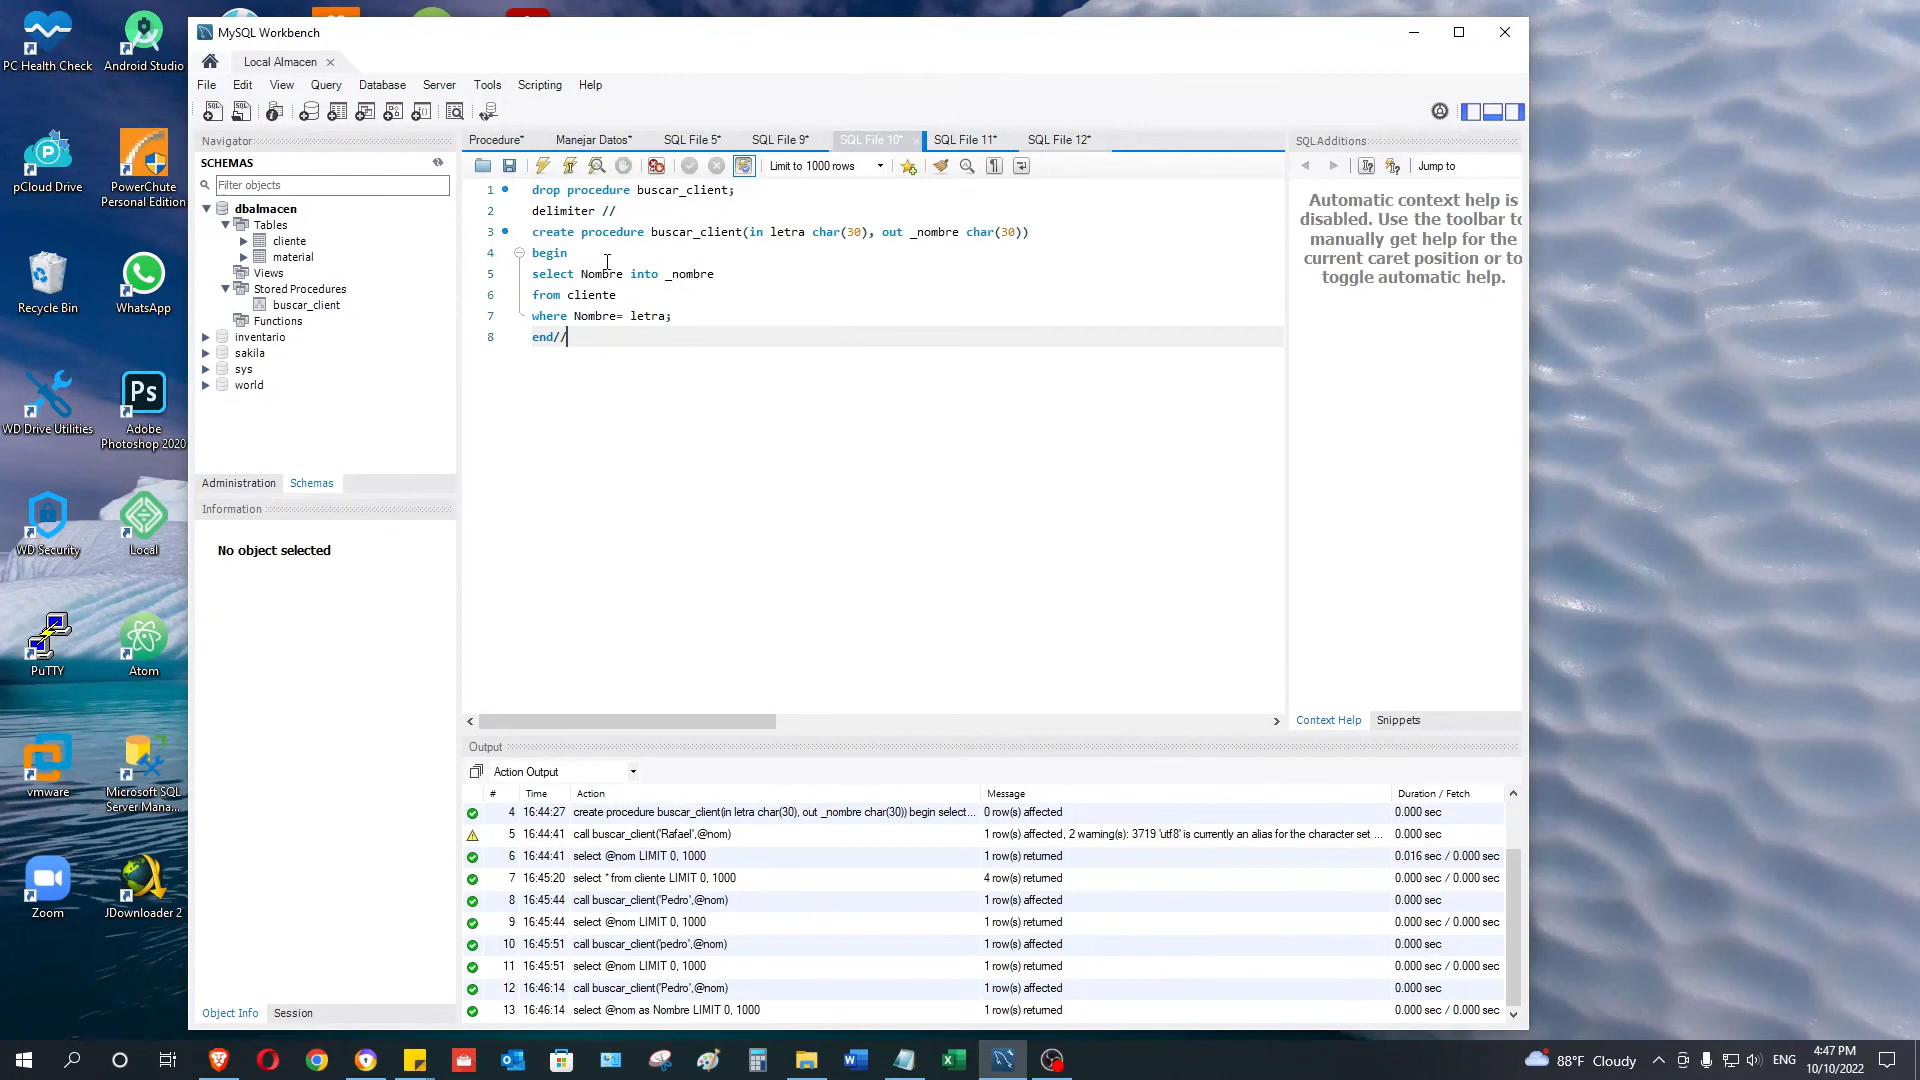 PC Health Check
Android Studio
pCloud Drive
PowerChute
Personal Edition
Recycle Bin
WhatsApp
WD Drive Utilities
Ps
Adobe
Photoshop 2020
WD Security
Local
PuTTY
Atom
vmware
Microsoft SQL
Server Mana...
Zoom
JDownloader 2
MySQL Workbench
Local Almacen
File Edit View Query Database Server Tools Scripting Help
Navigator
SCHEMAS
Filter objects
dbalmacen
Tables
cliente
material
Views
Stored Procedures
buscar_client
Functions
inventario
sakila
sys
world
Administration Schemas
Information
No object selected
Object Info Session
Procedure* Manejar Datos* SQL File 5* SQL File 9* SQL File 10* SQL File 11* SQL File 12*
Limit to 1000 rows
1 drop procedure buscar_client;
2 delimiter //
3 create procedure buscar_client(in letra char(30), out _nombre char(30))
4 begin
5 select Nombre into _nombre
6 from cliente
7 where Nombre= letra;
8 end//
SQLAdditions
Jump to
Automatic context help is
disabled. Use the toolbar to
manually get help for the
current caret position or to
toggle automatic help.
Context Help Snippets
Output
Action Output
# Time Action Message Duration / Fetch
4 16:44:27 create procedure buscar_client(in letra char(30), out _nombre char(30)) begin select... 0 row(s) affected 0.000 sec
5 16:44:41 call buscar_client('Rafael',@nom) 1 row(s) affected, 2 warning(s): 3719 'utf8' is currently an alias for the character set ... 0.000 sec
6 16:44:41 select @nom LIMIT 0, 1000 1 row(s) returned 0.016 sec / 0.000 sec
7 16:45:20 select * from cliente LIMIT 0, 1000 4 row(s) returned 0.000 sec / 0.000 sec
8 16:45:44 call buscar_client('Pedro',@nom) 1 row(s) affected 0.000 sec
9 16:45:44 select @nom LIMIT 0, 1000 1 row(s) returned 0.000 sec / 0.000 sec
10 16:45:51 call buscar_client('pedro',@nom) 1 row(s) affected 0.000 sec
11 16:45:51 select @nom LIMIT 0, 1000 1 row(s) returned 0.000 sec / 0.000 sec
12 16:46:14 call buscar_client('Pedro',@nom) 1 row(s) affected 0.000 sec
13 16:46:14 select @nom as Nombre LIMIT 0, 1000 1 row(s) returned 0.000 sec / 0.000 sec
88°F Cloudy
ENG
4:47 PM
10/10/2022